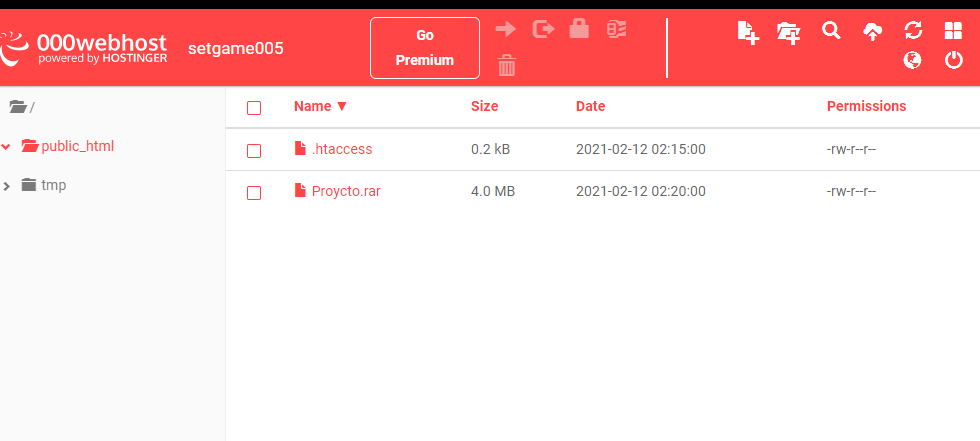 000webhost
powered by HOSTINGER
setgame005
Go
Premium
/
public_html
tmp
Name ▼ Size Date Permissions
.htaccess 0.2 kB 2021-02-12 02:15:00 -rw-r--r--
Proycto.rar 4.0 MB 2021-02-12 02:20:00 -rw-r--r--